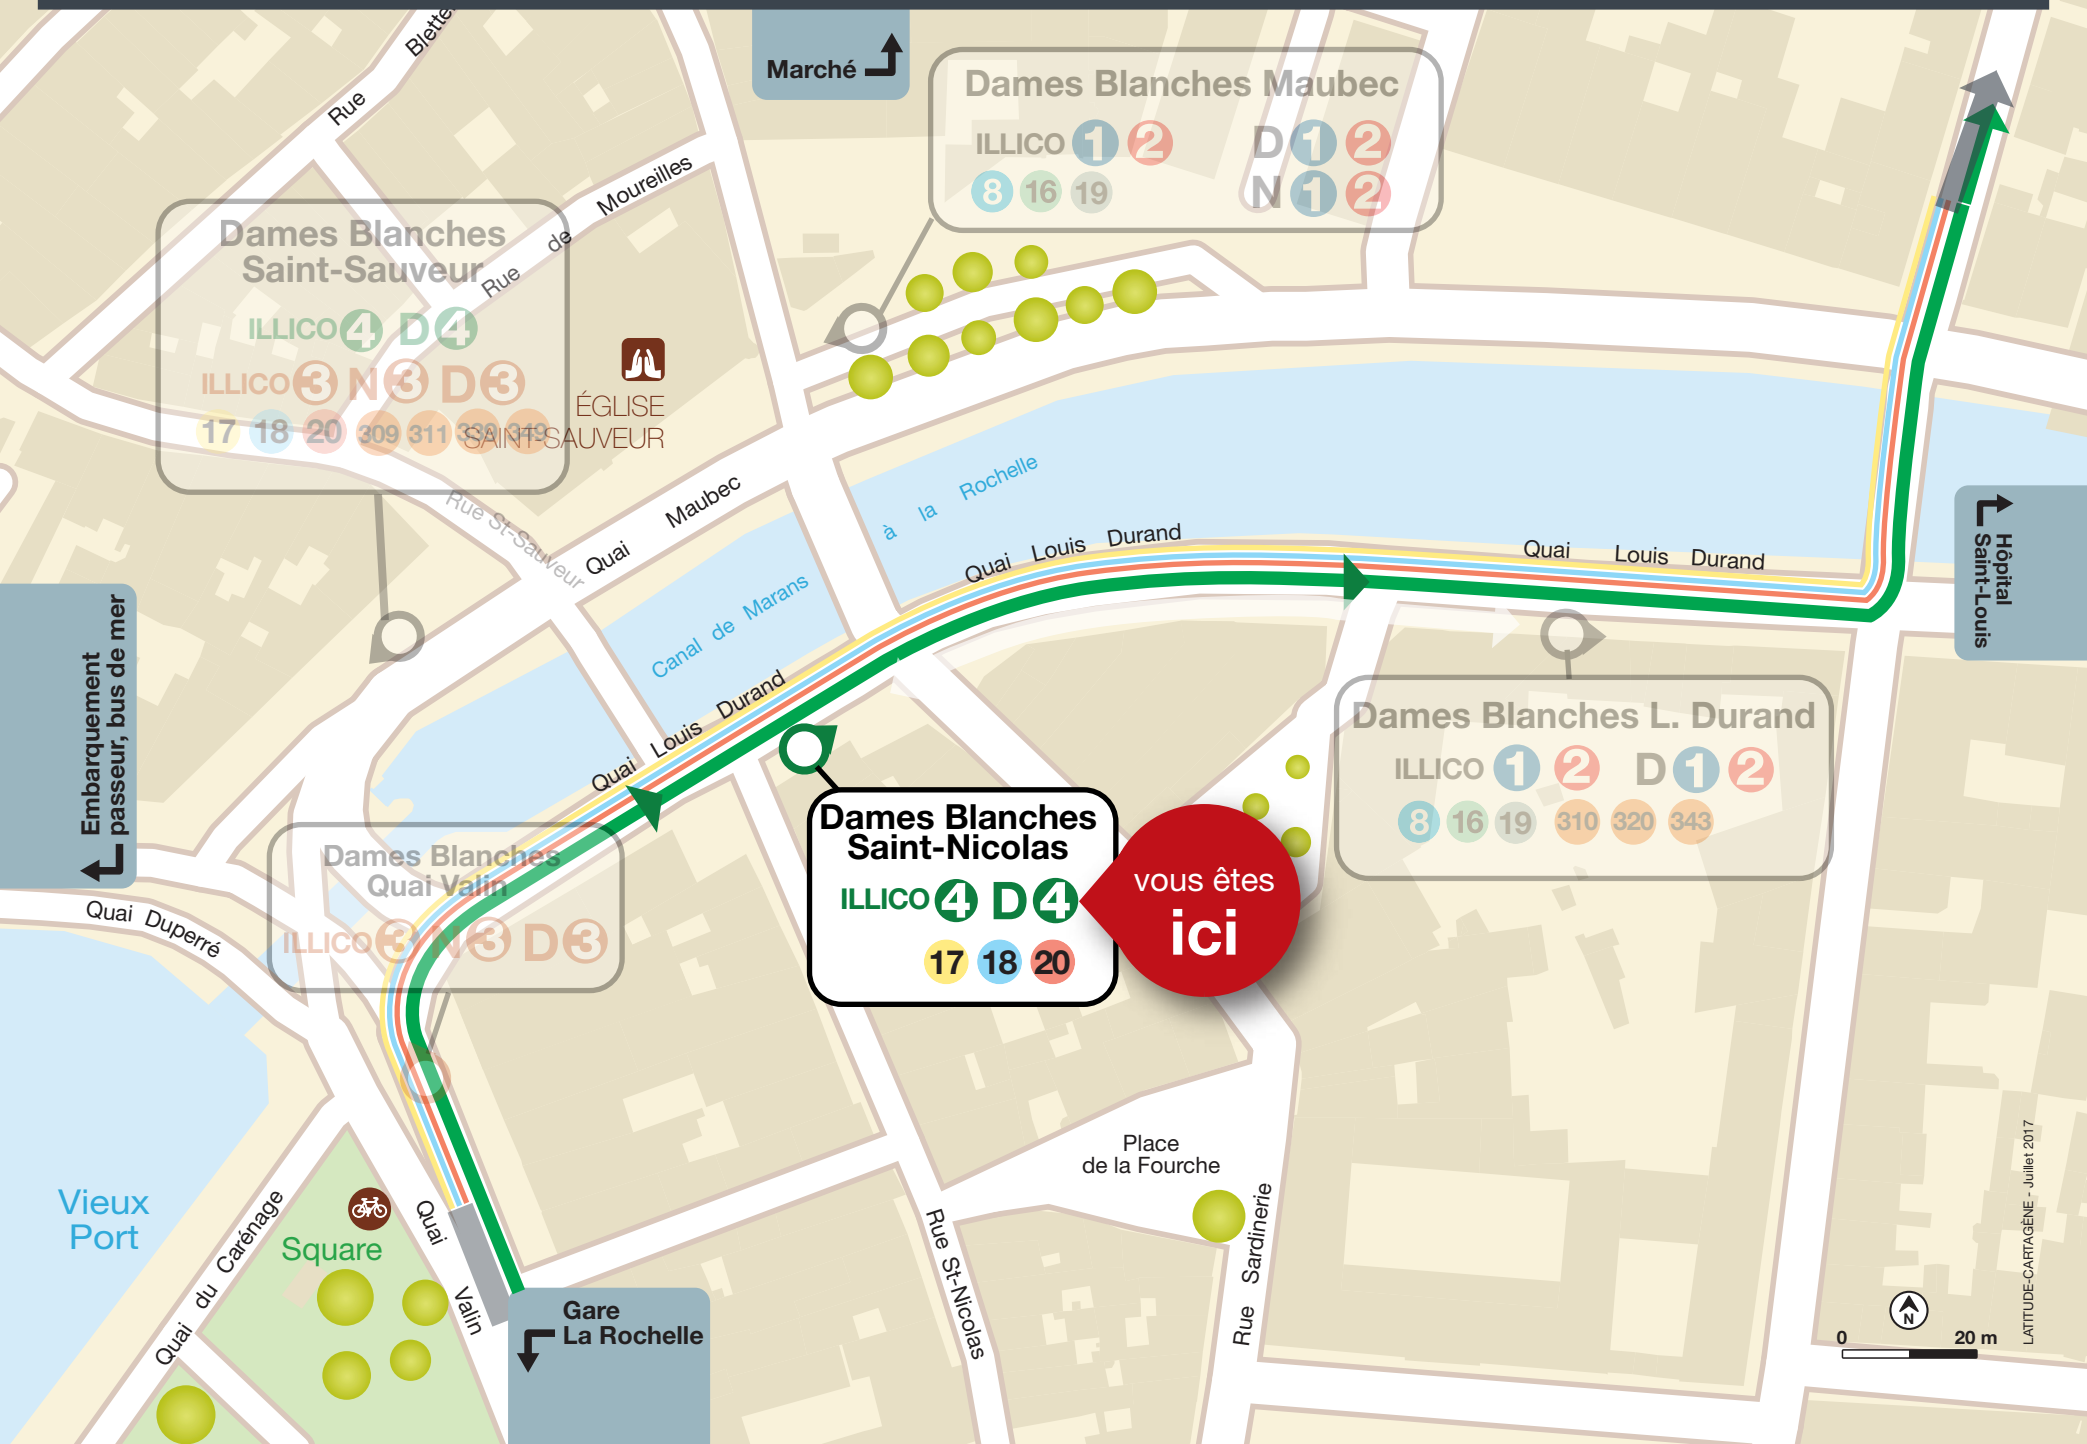 Rue
Marché
Dames Blanches Maubec
ILLICO 1 2 D 1 2
8 16 19 N 1 2
Rue de Moureilles
Dames Blanches
Saint-Sauveur
ILLICO 4 D 4
ILLICO 3 N 3 D 3
17 18 20 309 311
ÉGLISE
SAINT-SAUVEUR
Rue St-Sauveur
Quai Maubec
Canal de Marans
à la Rochelle
Quai Louis Durand
Quai Louis Durand
Quai Louis Durand
Hôpital
Saint-Louis
Embarquement
passeur, bus de mer
Dames Blanches L. Durand
ILLICO 1 2 D 1 2
8 16 19 310 320 343
Dames Blanches
Saint-Nicolas
ILLICO 4 D 4
17 18 20
vous êtes
ici
Dames Blanches
Quai Valin
ILLICO 3 N 3 D 3
Quai Duperré
Vieux
Port
Quai du Carénage
Square
Quai Valin
Gare
La Rochelle
Rue St-Nicolas
Place
de la Fourche
Rue Sardinerie
N
0 20 m
LATITUDE-CARTAGÈNE - Juillet 2017